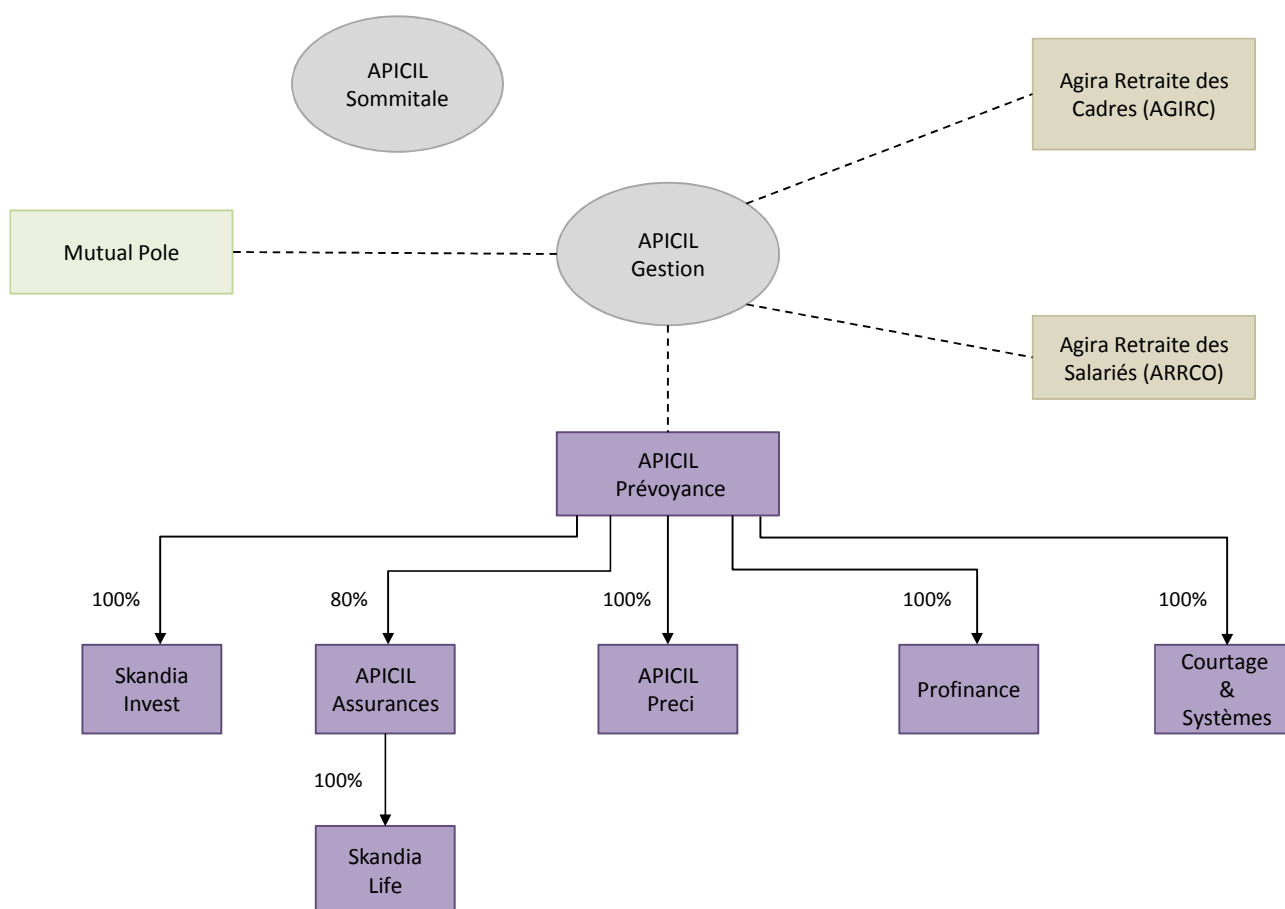 APICIL
Sommitale
Agira Retraite des
Cadres (AGIRC)
Mutual Pole
APICIL
Gestion
Agira Retraite des
Salariés (ARRCO)
APICIL
Prévoyance
100%
80%
100%
100%
100%
Skandia
Invest
APICIL
Assurances
APICIL
Preci
Profinance
Courtage
&
Systèmes
100%
Skandia
Life